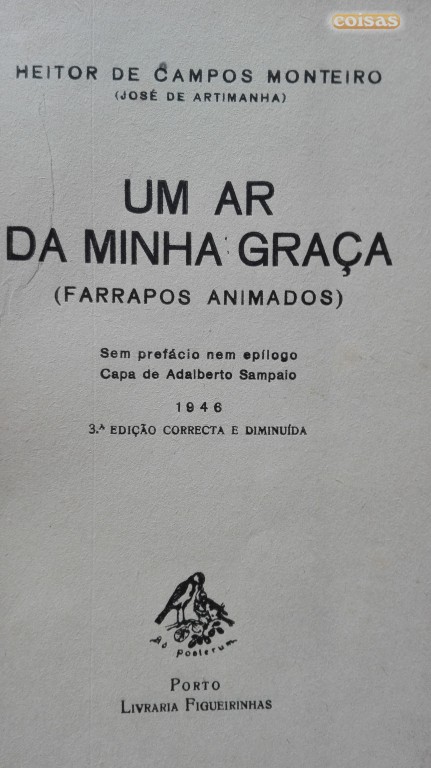 coisas
HEITOR DE CAMPOS MONTEIRO
(JOSÉ DE ARTIMANHA)
UM AR
DA MINHA GRAÇA
(FARRAPOS ANIMADOS)
Sem prefácio nem epílogo
Capa de Adalberto Sampaio
1946
3.ª EDIÇÃO CORRECTA E DIMINUÍDA
Ad Posterum
PORTO
LIVRARIA FIGUEIRINHAS